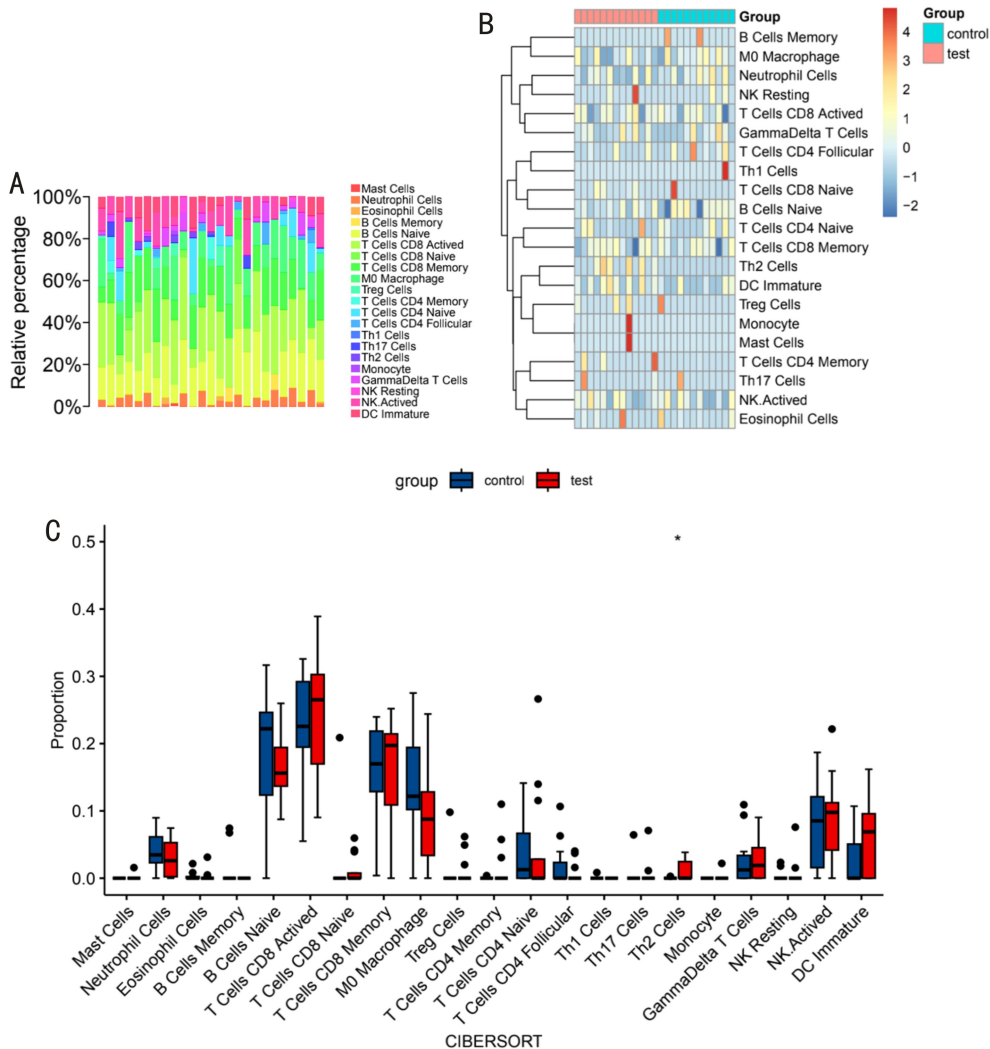 A
Relative percentage
100%
80%
60%
40%
20%
0%
Mast Cells
Neutrophil Cells
Eosinophil Cells
B Cells Memory
B Cells Naive
T Cells CD8 Actived
T Cells CD8 Naive
T Cells CD8 Memory
M0 Macrophage
Treg Cells
T Cells CD4 Memory
T Cells CD4 Naive
T Cells CD4 Follicular
Th1 Cells
Th17 Cells
Th2 Cells
Monocyte
GammaDelta T Cells
NK Resting
NK.Actived
DC Immature
B
Group
B Cells Memory
M0 Macrophage
Neutrophil Cells
NK Resting
T Cells CD8 Actived
GammaDelta T Cells
T Cells CD4 Follicular
Th1 Cells
T Cells CD8 Naive
B Cells Naive
T Cells CD4 Naive
T Cells CD8 Memory
Th2 Cells
DC Immature
Treg Cells
Monocyte
Mast Cells
T Cells CD4 Memory
Th17 Cells
NK.Actived
Eosinophil Cells
4
3
2
1
0
−1
−2
Group
control
test
group control test
C
Proportion
0.5
0.4
0.3
0.2
0.1
0.0
*
Mast Cells
Neutrophil Cells
Eosinophil Cells
B Cells Memory
B Cells Naive
T Cells CD8 Actived
T Cells CD8 Naive
T Cells CD8 Memory
M0 Macrophage
Treg Cells
T Cells CD4 Memory
T Cells CD4 Naive
T Cells CD4 Follicular
Th1 Cells
Th17 Cells
Th2 Cells
Monocyte
GammaDelta T Cells
NK Resting
NK.Actived
DC Immature
CIBERSORT